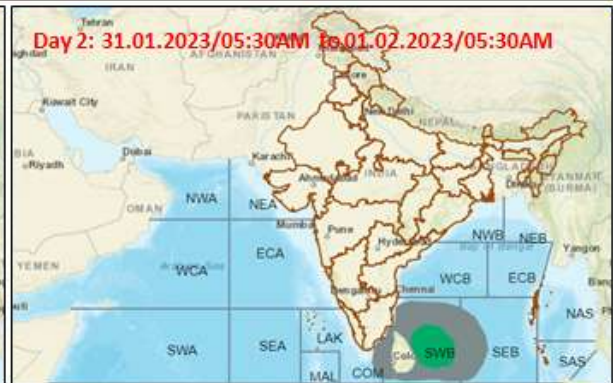 Tehran
Day 2: 31.01.2023/05:30AM to 01.02.2023/05:30AM
AFGHANISTAN
IRAN
Kuwait City
New Delhi
PAKISTAN
NEPAL
Riyadh
Dubai
Karachi
Ahmedabad
INDIA
OMAN
NWA
NEA
Mumbai
Pune
Hyderabad
NWB
NEB
Yangon
YEMEN
ECA
WCA
WCB
ECB
Bengaluru
Chennai
NAS
LAK
SWA
SEA
SWB
SEB
SAS
MAL
COM